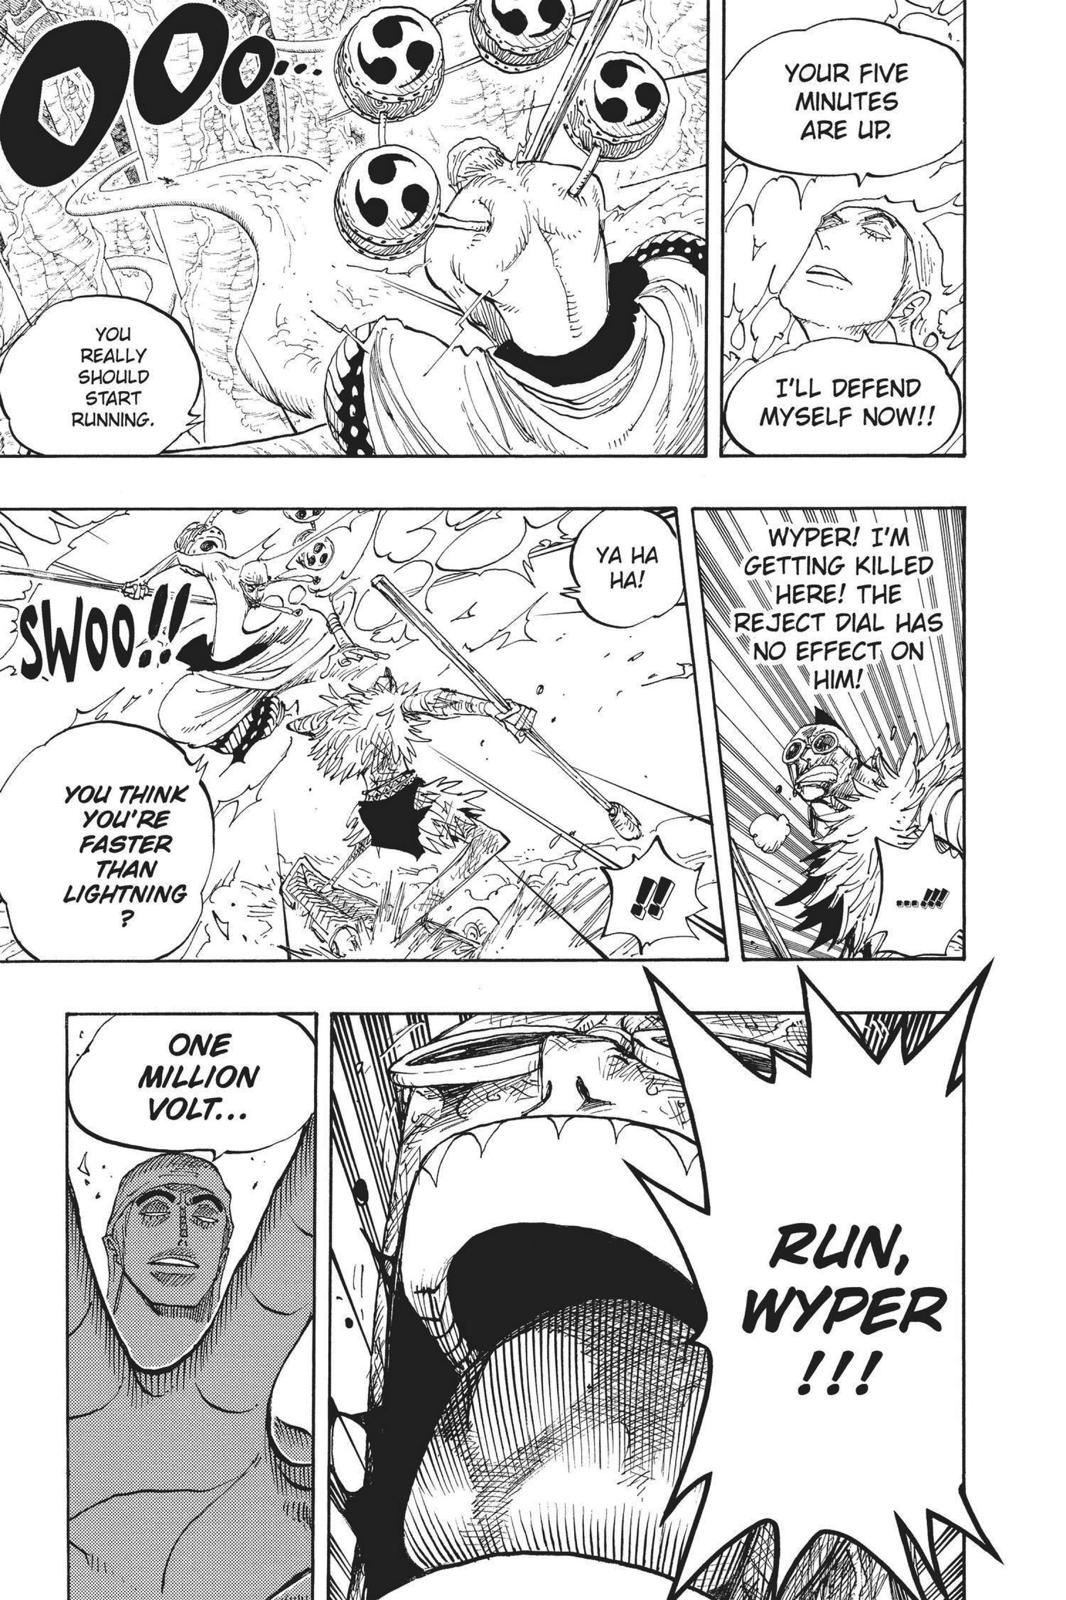 YOUR FIVE
MINUTES
ARE UP.
I'LL DEFEND
MYSELF NOW!!
OOO...
YOU
REALLY
SHOULD
START
RUNNING.
WYPER! I'M
GETTING KILLED
HERE! THE
REJECT DIAL HAS
NO EFFECT ON
HIM!
....!!!
YA HA
HA!
!!
SWOO!!
YOU THINK
YOU'RE
FASTER
THAN
LIGHTNING
?
RUN,
WYPER
!!!
ONE
MILLION
VOLT...